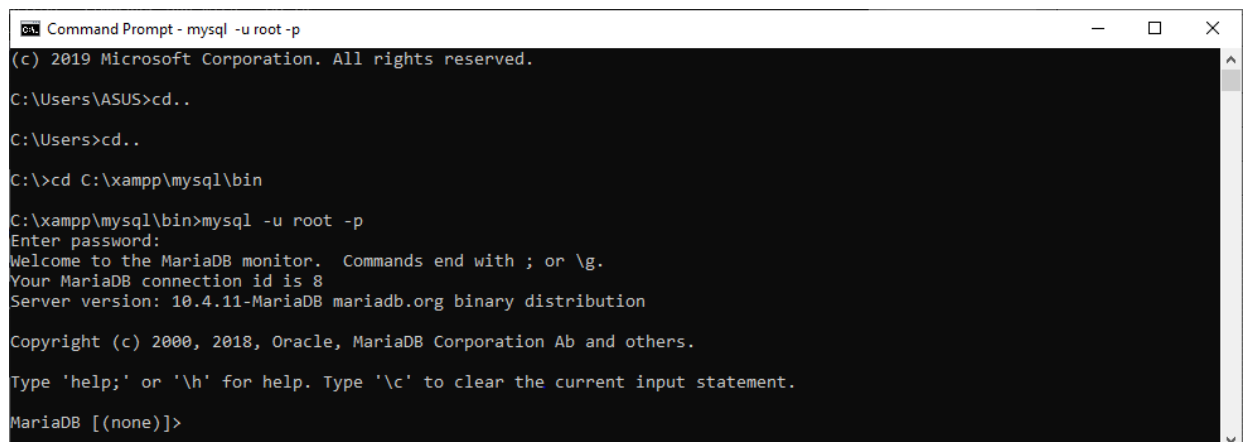 Command Prompt - mysql -u root -p
(c) 2019 Microsoft Corporation. All rights reserved.
C:\Users\ASUS>cd..
C:\Users>cd..
C:\>cd C:\xampp\mysql\bin
C:\xampp\mysql\bin>mysql -u root -p
Enter password:
Welcome to the MariaDB monitor.  Commands end with ; or \g.
Your MariaDB connection id is 8
Server version: 10.4.11-MariaDB mariadb.org binary distribution
Copyright (c) 2000, 2018, Oracle, MariaDB Corporation Ab and others.
Type 'help;' or '\h' for help. Type '\c' to clear the current input statement.
MariaDB [(none)]>